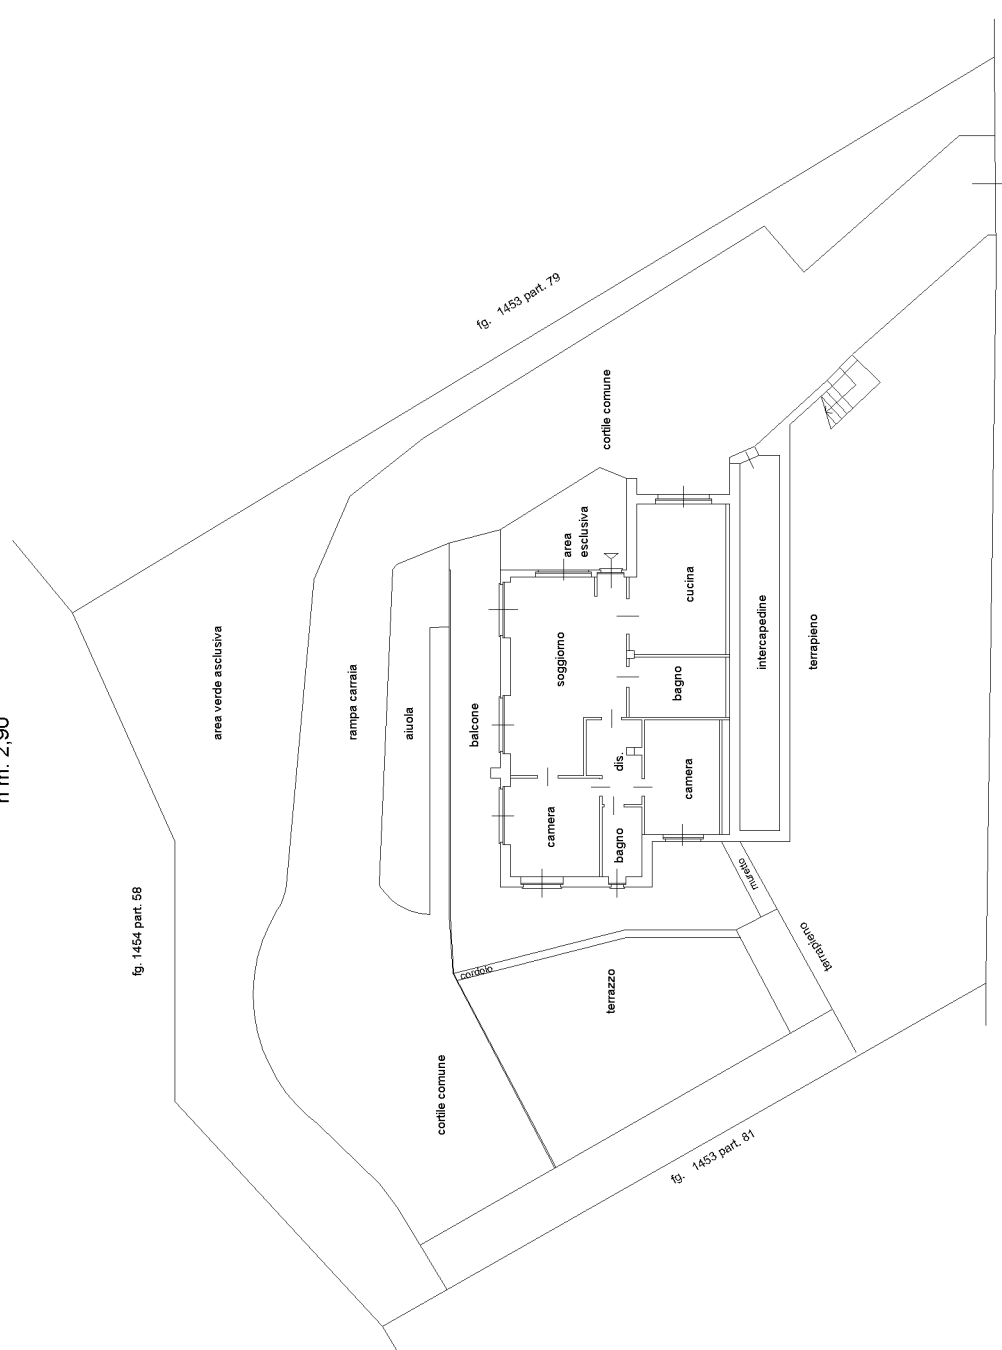 h m. 2,90
fg. 1454 part. 58
area verde asclusiva
rampa carraia
aiuola
cortile comune
balcone
cordolo
fg. 1453 part. 79
soggiorno
camera
area
esclusiva
cortile comune
dis.
bagno
terrazzo
cucina
bagno
camera
fg. 1453 part. 81
muretto
intercapedine
terrapieno
terrapieno